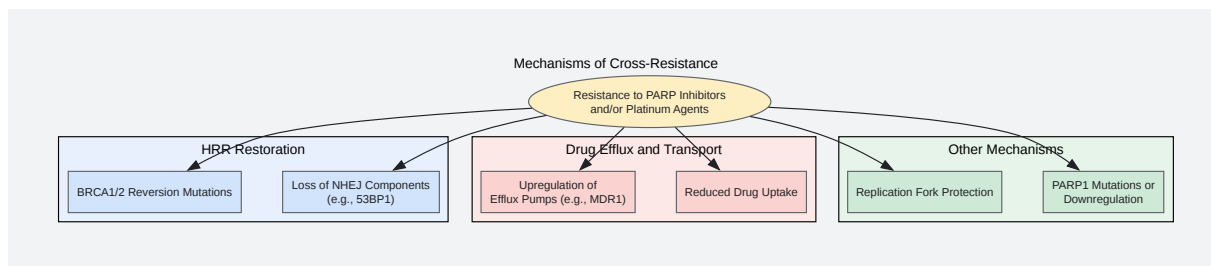 Mechanisms of Cross-Resistance
Resistance to PARP Inhibitors
and/or Platinum Agents
HRR Restoration
BRCA1/2 Reversion Mutations
Loss of NHEJ Components
(e.g., 53BP1)
Drug Efflux and Transport
Upregulation of
Efflux Pumps (e.g., MDR1)
Reduced Drug Uptake
Other Mechanisms
Replication Fork Protection
PARP1 Mutations or
Downregulation